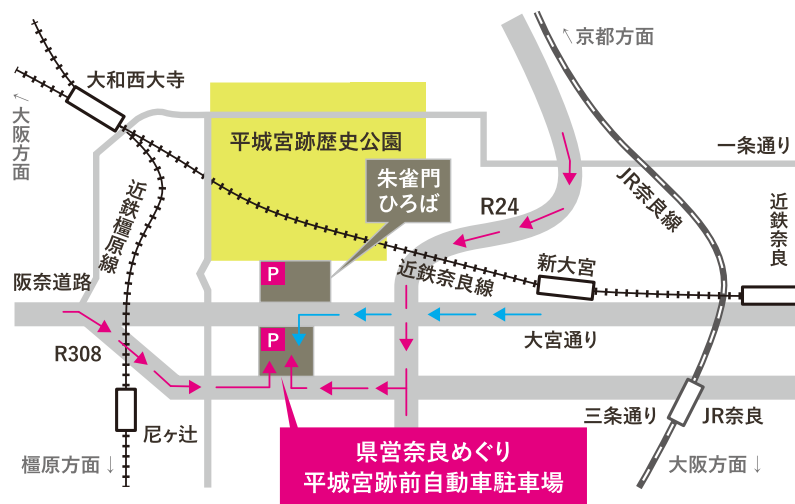 ↑京都方面
大和西大寺
↑大阪方面
平城宮跡歴史公園
一条通り
朱雀門
ひろば
JR奈良線
R24
近鉄橿原線
近鉄奈良
阪奈道路
P
近鉄奈良線
新大宮
P
大宮通り
R308
三条通り
JR奈良
尼ヶ辻
県営奈良めぐり
平城宮跡前自動車駐車場
橿原方面↓
大阪方面↓